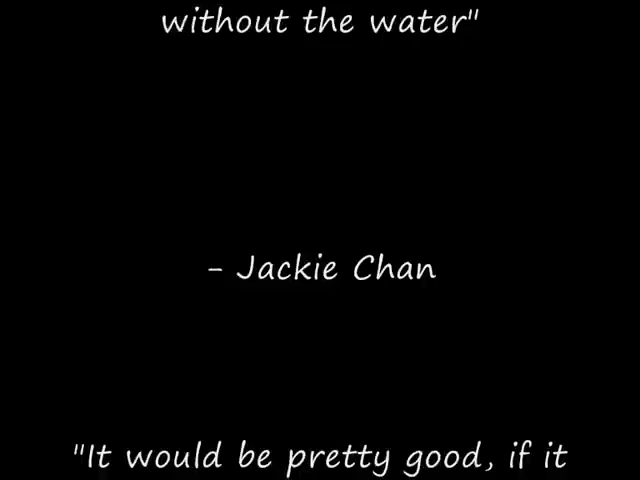 without the water"
- Jackie Chan
"It would be pretty good, if it